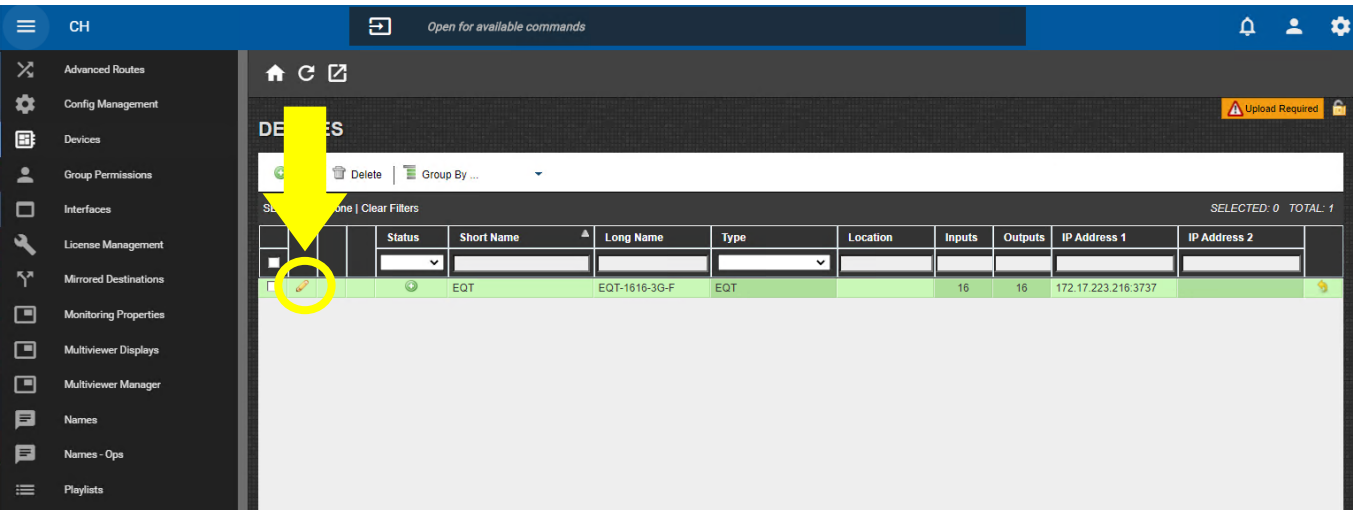 CH
Open for available commands
Advanced Routes
Config Management
Devices
Group Permissions
Interfaces
License Management
Mirrored Destinations
Monitoring Properties
Multiviewer Displays
Multiviewer Manager
Names
Names - Ops
Playlists
Upload Required
DE ES
Delete | Group By ...
one | Clear Filters
SELECTED: 0 TOTAL: 1
Status Short Name Long Name Type Location Inputs Outputs IP Address 1 IP Address 2
EQT EQT-1616-3G-F EQT 16 16 172.17.223.216:3737